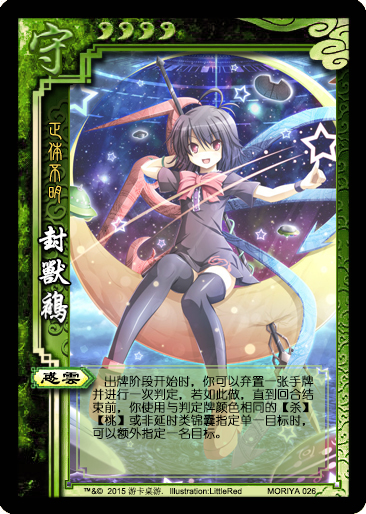 守
正体不明
封獸鵺
惑雲
出牌阶段开始时，你可以弃置一张手牌
并进行一次判定，若如此做，直到回合结
束前，你使用与判定牌颜色相同的【杀】
【桃】或非延时类锦囊指定单一目标时，
可以额外指定一名目标。
™&© 2015 游卡桌游. Illustration:LittleRed MORIYA 026